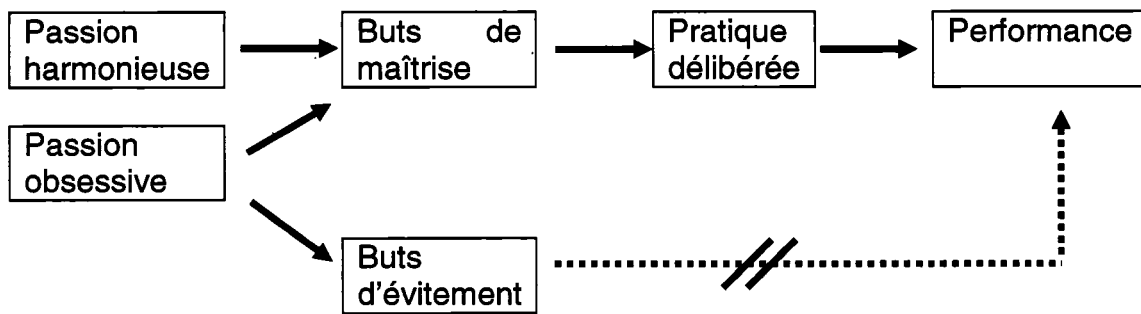 Passion
harmonieuse
Buts de
maîtrise
Pratique
délibérée
Performance
Passion
obsessive
Buts
d'évitement